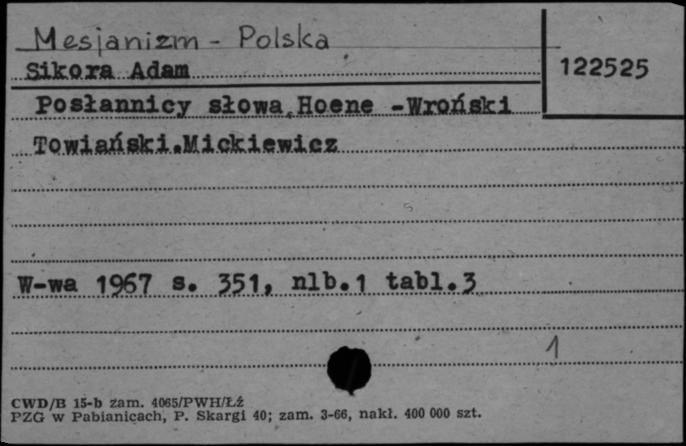 Mesjanizm - Polska
Sikora Adam
122525
Posłannicy słowa,Hoene -Wroński
Towiański.Mickiewicz
W-wa 1967 s. 351, nlb.1 tabl.3
1
CWD/B 15-b zam. 4065/PWH/Łź
PZG w Pabianicach, P. Skargi 40; zam. 3-66, nakł. 400 000 szt.